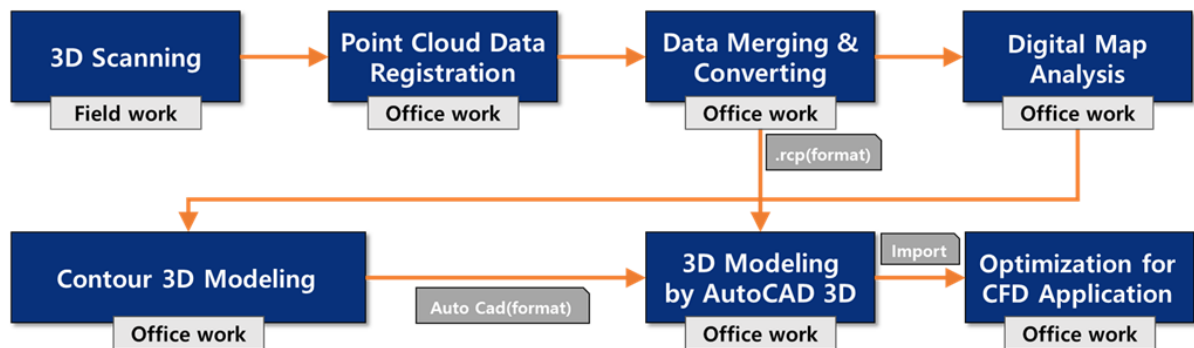 3D Scanning
Field work
Point Cloud Data
Registration
Office work
Data Merging &
Converting
Office work
Digital Map
Analysis
Office work
.rcp(format)
Contour 3D Modeling
Office work
Auto Cad(format)
3D Modeling
by AutoCAD 3D
Office work
Import
Optimization for
CFD Application
Office work